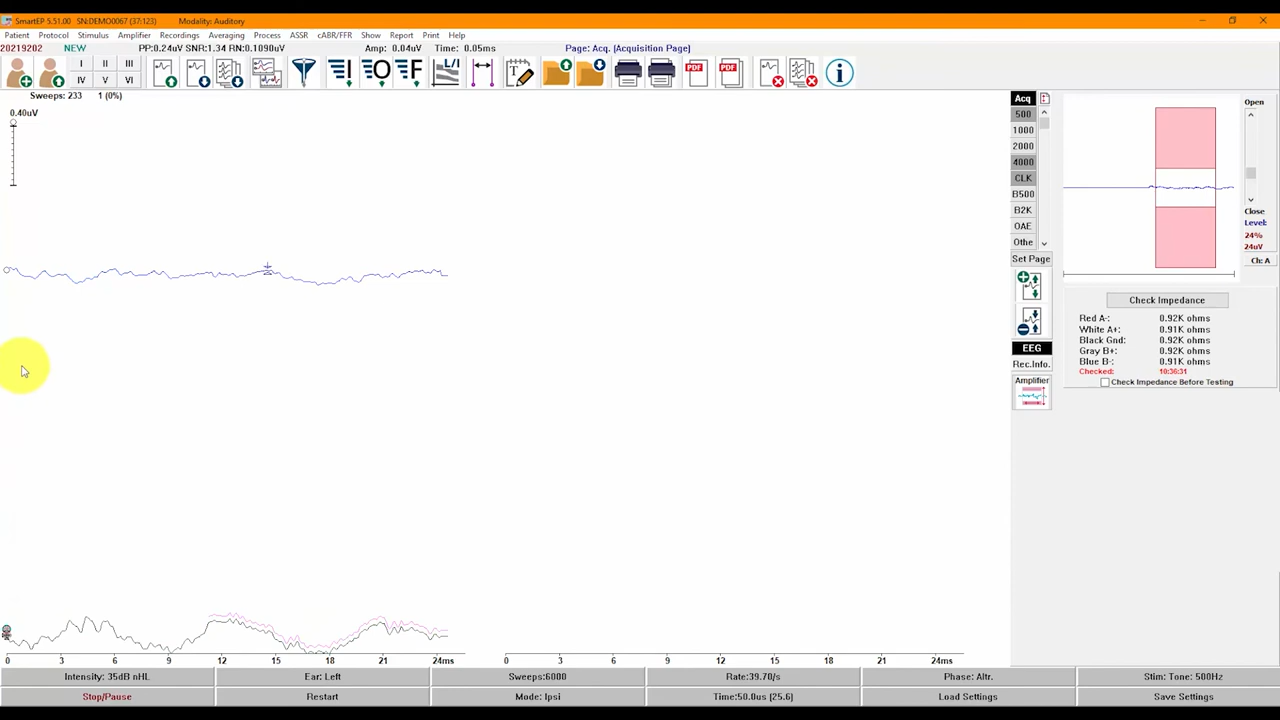 SmartEP 5.51.00 SN:DEMO0067 (37:123) Modality: Auditory
Patient Protocol Stimulus Amplifier Recordings Averaging Process ASSR cABR/FFR Show Report Print Help
20219202 NEW PP:0.24uV SNR:1.34 RN:0.1090uV Amp: 0.04uV Time: 0.05ms Page: Acq. (Acquisition Page)
I II III
IV V VI
I O F L/I T PDF PDF i
Sweeps: 233 1 (0%)
0.40uV
Acq
500
1000
2000
4000
CLK
B500
B2K
OAE
Othe
Set Page
EEG
Rec.Info.
Amplifier
Open
Close
Level:
24%
24uV
Ch: A
Check Impedance
Red A-: 0.92K ohms
White A+: 0.91K ohms
Black Gnd: 0.92K ohms
Gray B+: 0.92K ohms
Blue B-: 0.91K ohms
Checked: 10:36:31
Check Impedance Before Testing
0 3 6 9 12 15 18 21 24ms 0 3 6 9 12 15 18 21 24ms
Intensity: 35dB nHL Ear: Left Sweeps:6000 Rate:39.70/s Phase: Altr. Stim: Tone: 500Hz
Stop/Pause Restart Mode: Ipsi Time:50.0us [25.6] Load Settings Save Settings